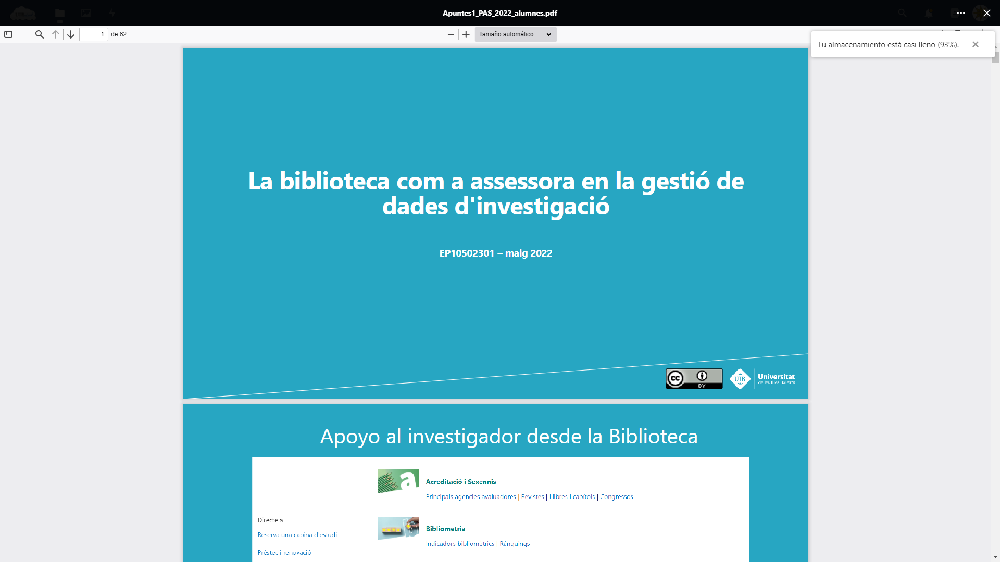 Apuntes1_PAS_2022_alumnes.pdf
1 de 62
Tamaño automático
Tu almacenamiento está casi lleno (93%).
La biblioteca com a assessora en la gestió de
dades d'investigació
EP10502301 – maig 2022
cc BY
UIB
Universitat
de les Illes Balears
Apoyo al investigador desde la Biblioteca
Acreditació i Sexennis
Principals agències avaluadores | Revistes | Llibres i capítols | Congressos
Directe a
Reserva una cabina d'estudi
Préstec i renovació
Bibliometria
Indicadors bibliomètrics | Rànquings